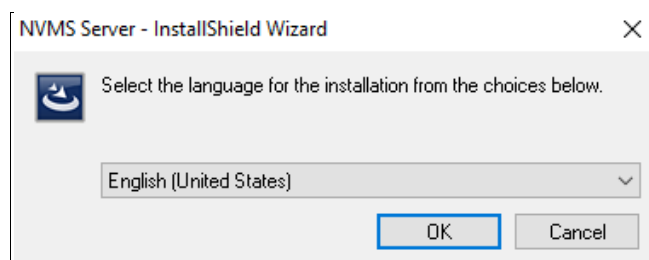 NVMS Server - InstallShield Wizard
Select the language for the installation from the choices below.
English (United States)
OK Cancel